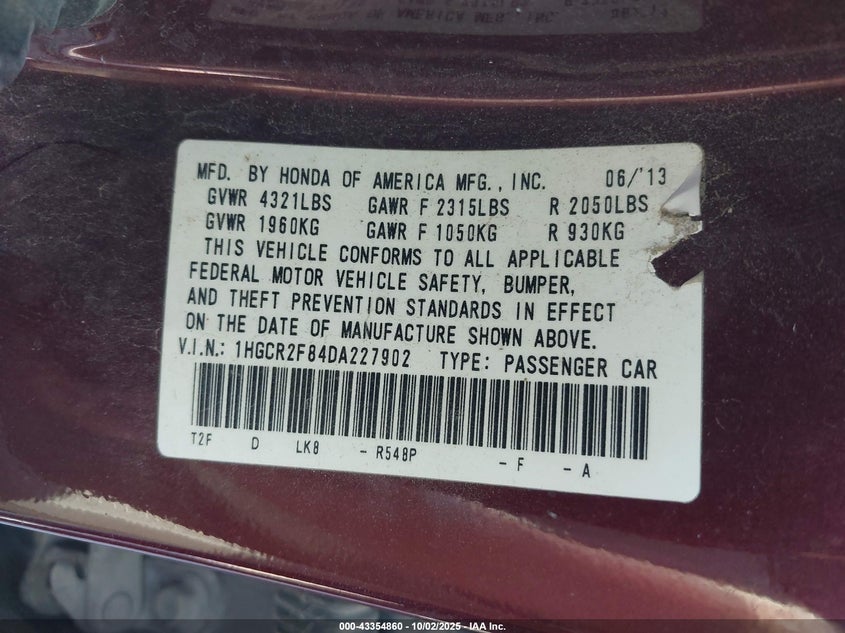 MFD. BY HONDA OF AMERICA MFG., INC. 06/'13
GVWR 4321LBS GAWR F 2315LBS R 2050LBS
GVWR 1960KG GAWR F 1050KG R 930KG
THIS VEHICLE CONFORMS TO ALL APPLICABLE
FEDERAL MOTOR VEHICLE SAFETY, BUMPER,
AND THEFT PREVENTION STANDARDS IN EFFECT
ON THE DATE OF MANUFACTURE SHOWN ABOVE.
V.I.N.: 1HGCR2F84DA227902 TYPE: PASSENGER CAR
T2F D LK8 - R548P - F - A
000-43354860 - 10/02/2025 - IAA Inc.